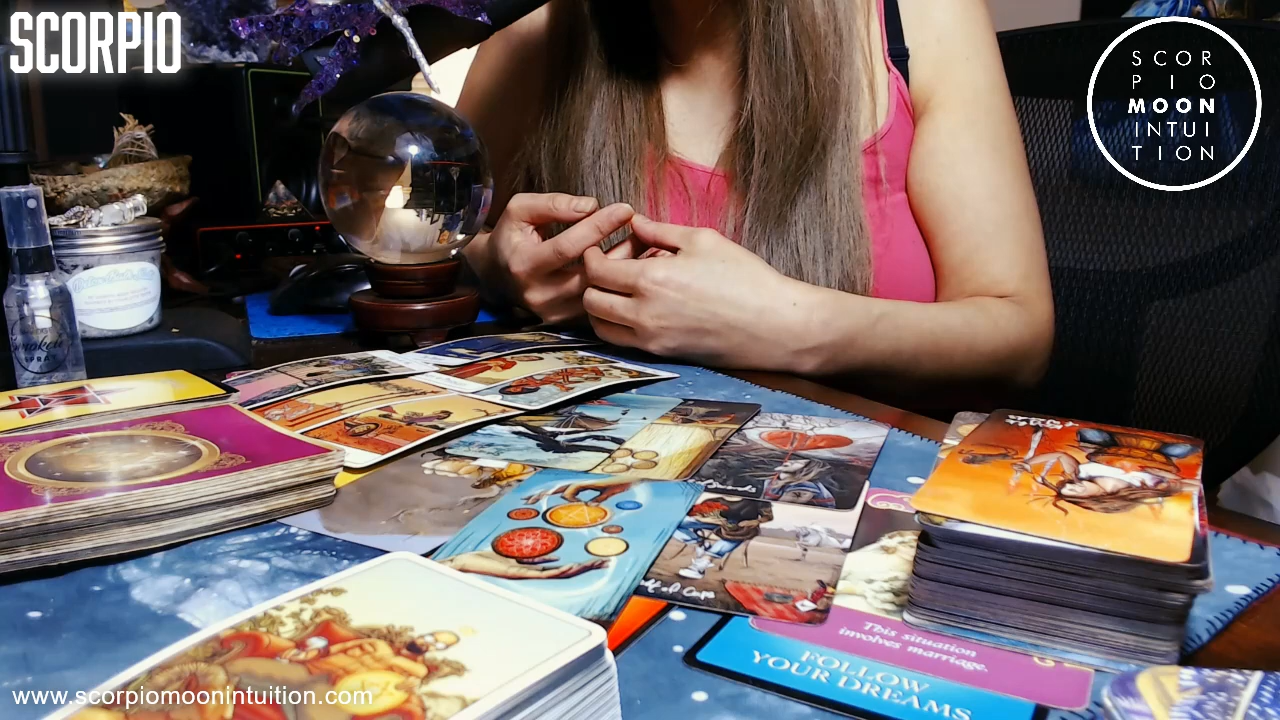 SCORPIO
SCOR
PIO
MOON
INTUI
TION
This situation
involves marriage.
FOLLOW
YOUR DREAMS
www.scorpiomoonintuition.com